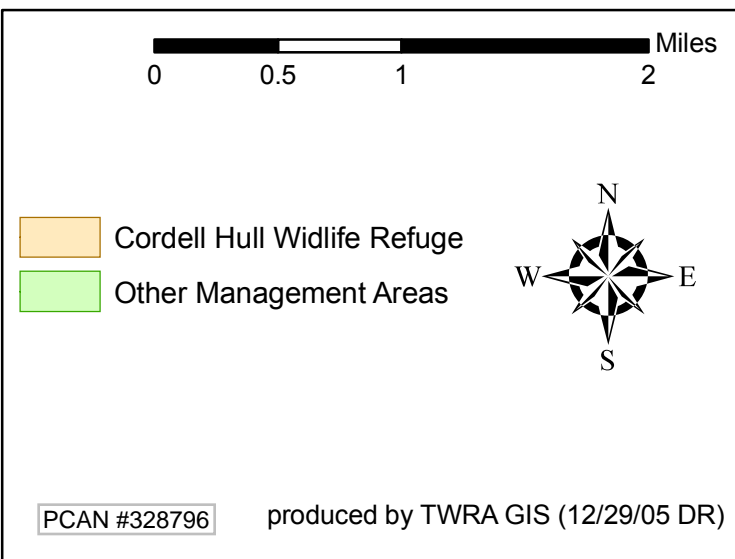 Miles
0 0.5 1 2
N
Cordell Hull Widlife Refuge
W E
Other Management Areas
S
PCAN #328796 produced by TWRA GIS (12/29/05 DR)